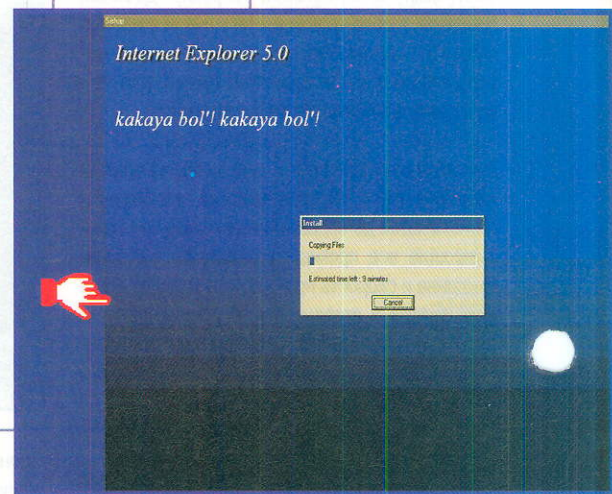 Setup
Internet Explorer 5.0
kakaya bol'! kakaya bol'!
Install
Copying Files
Estimated time left : 9 minutes
Cancel